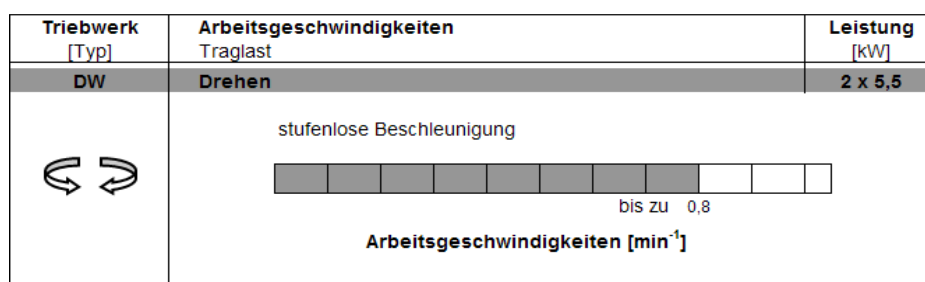 Triebwerk Arbeitsgeschwindigkeiten Leistung
[Typ] Traglast [kW]
DW Drehen 2 x 5,5
stufenlose Beschleunigung
bis zu 0,8
Arbeitsgeschwindigkeiten [min⁻¹]